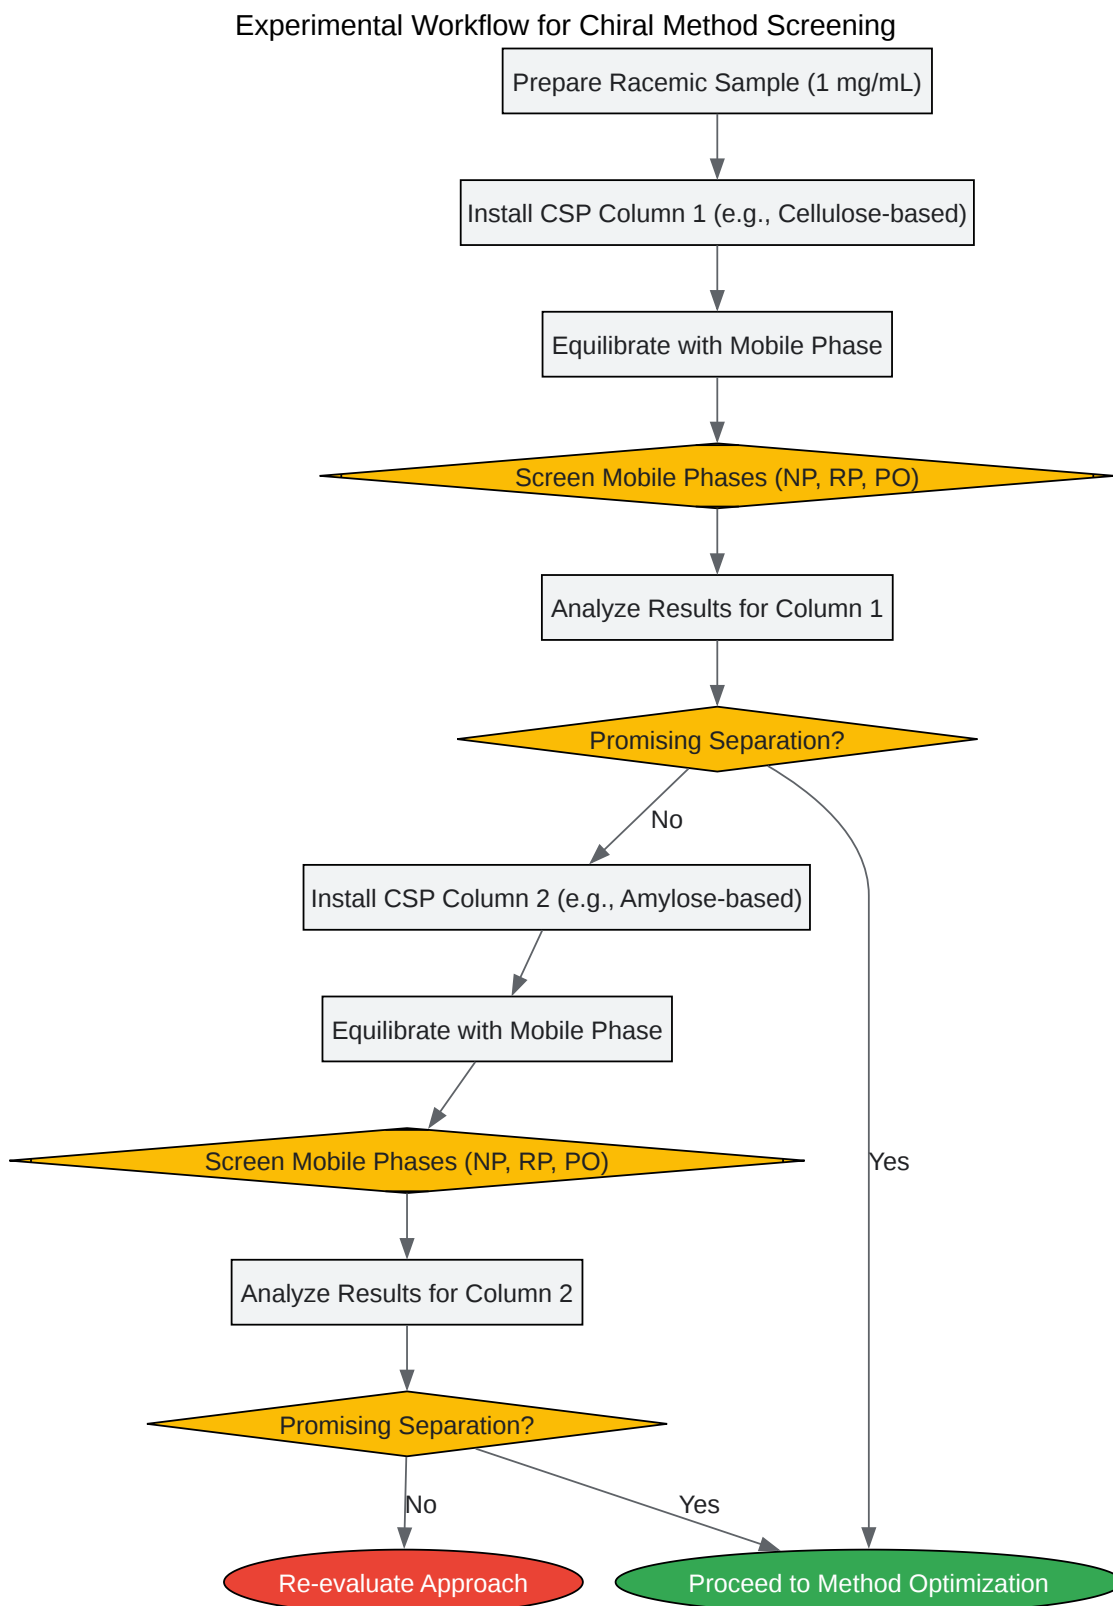 Experimental Workflow for Chiral Method Screening
Prepare Racemic Sample (1 mg/mL)
Install CSP Column 1 (e.g., Cellulose-based)
Equilibrate with Mobile Phase
Screen Mobile Phases (NP, RP, PO)
Analyze Results for Column 1
Promising Separation?
No
Install CSP Column 2 (e.g., Amylose-based)
Equilibrate with Mobile Phase
Screen Mobile Phases (NP, RP, PO)
Yes
Analyze Results for Column 2
Promising Separation?
No
Yes
Re-evaluate Approach
Proceed to Method Optimization